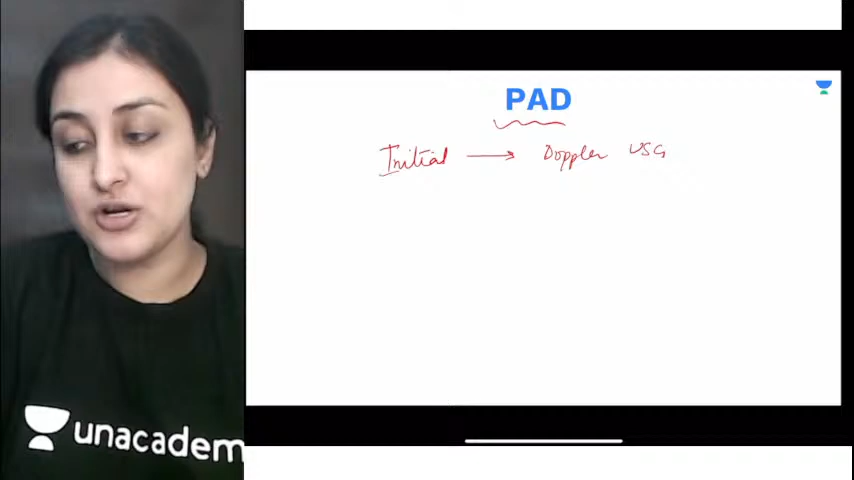 PAD
Initial → Doppler USG
unacadem